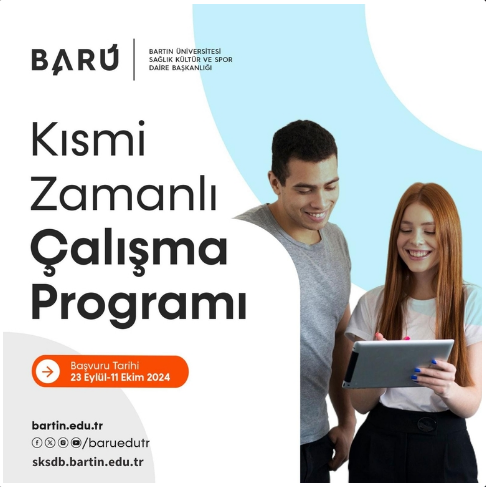 BARÜ
BARTIN ÜNİVERSİTESİ
SAĞLIK KÜLTÜR VE SPOR
DAİRE BAŞKANLIĞI
Kısmi
Zamanlı
Çalışma
Programı
Başvuru Tarihi
23 Eylül-11 Ekim 2024
bartin.edu.tr
/baruedutr
sksdb.bartin.edu.tr